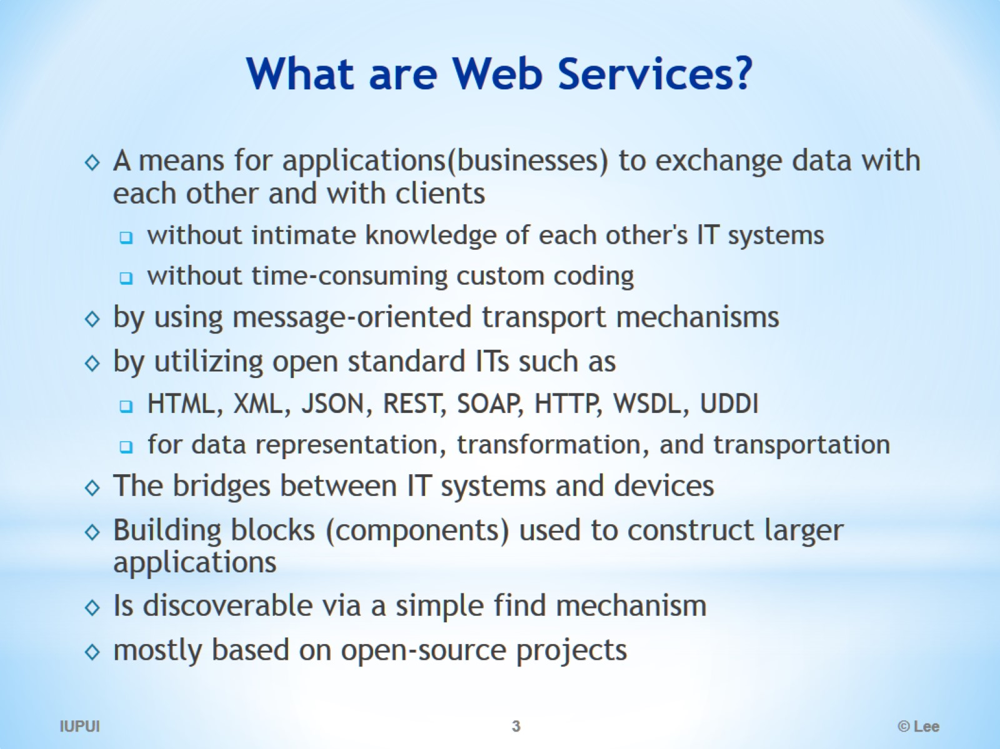 What are Web Services?
◇ A means for applications(businesses) to exchange data with
each other and with clients
❑ without intimate knowledge of each other's IT systems
❑ without time-consuming custom coding
◇ by using message-oriented transport mechanisms
◇ by utilizing open standard ITs such as
❑ HTML, XML, JSON, REST, SOAP, HTTP, WSDL, UDDI
❑ for data representation, transformation, and transportation
◇ The bridges between IT systems and devices
◇ Building blocks (components) used to construct larger
applications
◇ Is discoverable via a simple find mechanism
◇ mostly based on open-source projects
IUPUI 3 © Lee